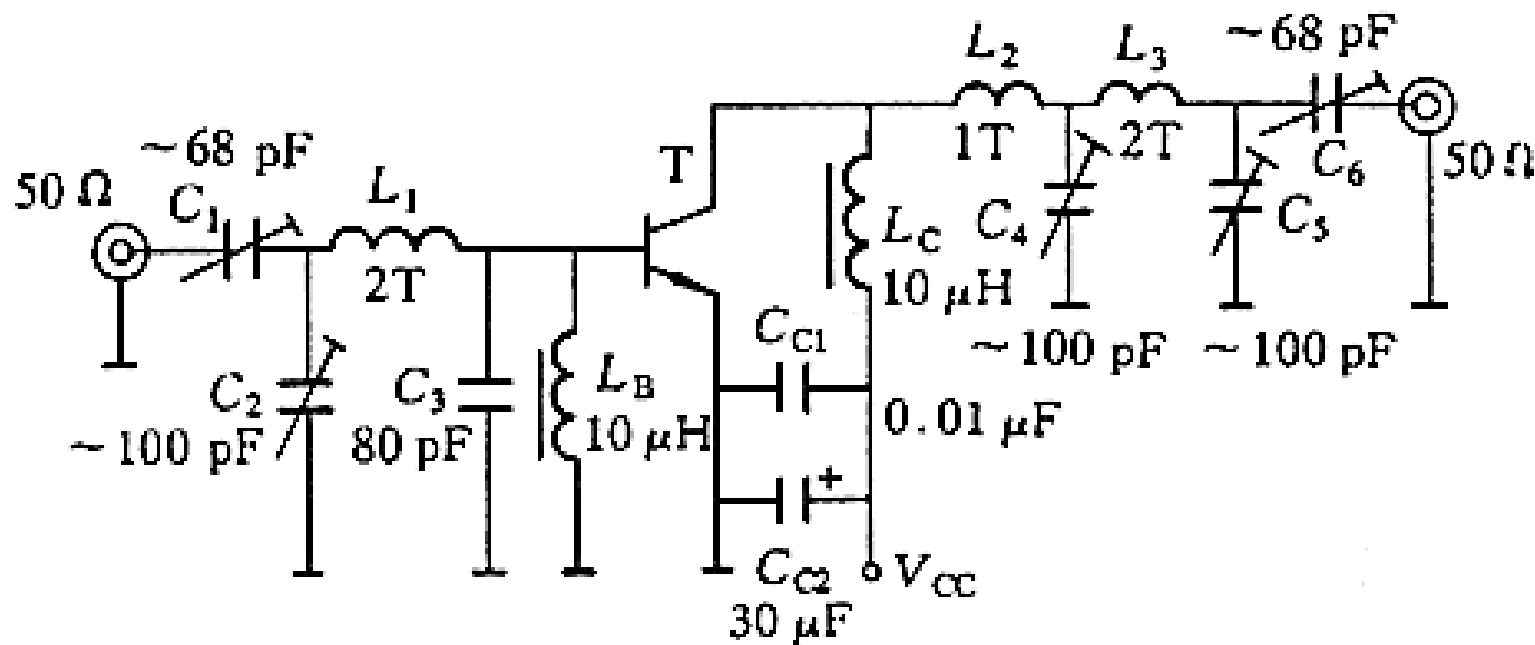 L2
L3
~68 pF
1T
2T
C6
50 Ω
~68 pF
T
50 Ω
C1
L1
2T
LC
10 μH
C4
C5
~100 pF
~100 pF
CC1
0.01 μF
C2
~100 pF
C3
80 pF
LB
10 μH
+
CC2
30 μF
VCC